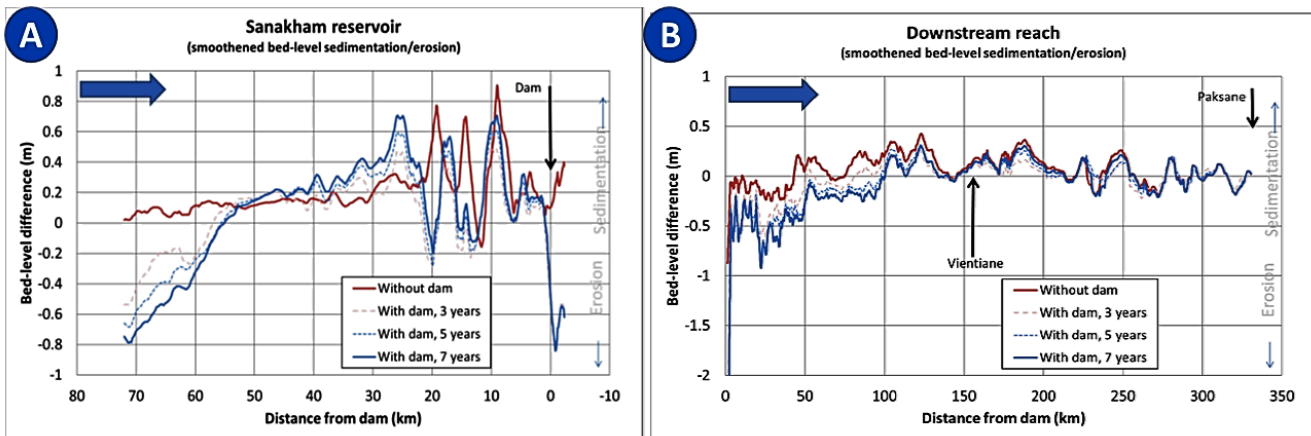 A
Sanakham reservoir
(smoothened bed-level sedimentation/erosion)
Bed-level difference (m)
1
0.8
0.6
0.4
0.2
0
-0.2
-0.4
-0.6
-0.8
-1
Dam
Sedimentation
Erosion
Without dam
With dam, 3 years
With dam, 5 years
With dam, 7 years
80 70 60 50 40 30 20 10 0 -10
Distance from dam (km)
B
Downstream reach
(smoothened bed-level sedimentation/erosion)
Bed-level difference (m)
1
0.5
0
-0.5
-1
-1.5
-2
Paksane
Vientiane
Sedimentation
Erosion
Without dam
With dam, 3 years
With dam, 5 years
With dam, 7 years
0 50 100 150 200 250 300 350
Distance from dam (km)